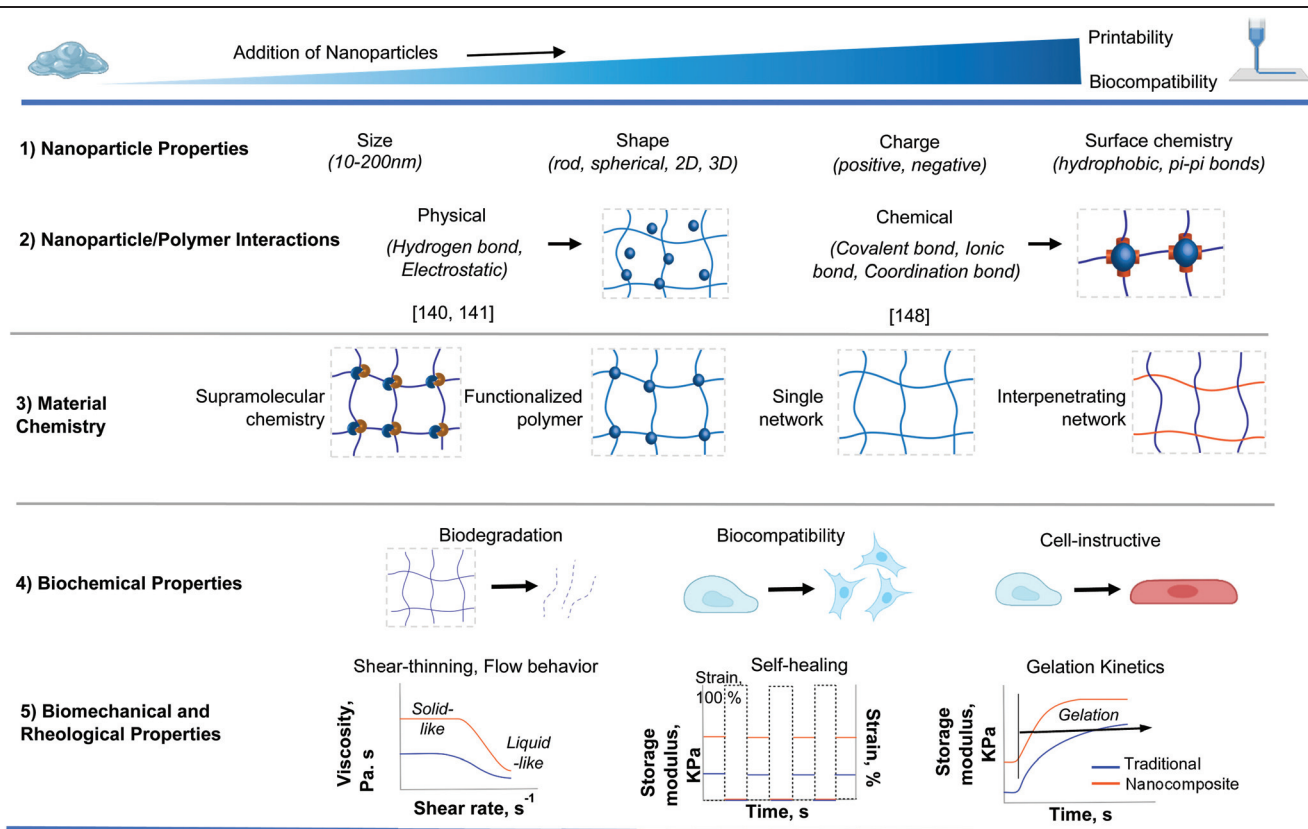 Addition of Nanoparticles
Printability
Biocompatibility
1) Nanoparticle Properties
Size
(10-200nm)
Shape
(rod, spherical, 2D, 3D)
Charge
(positive, negative)
Surface chemistry
(hydrophobic, pi-pi bonds)
2) Nanoparticle/Polymer Interactions
Physical
(Hydrogen bond,
Electrostatic)
[140, 141]
Chemical
(Covalent bond, Ionic
bond, Coordination bond)
[148]
3) Material
Chemistry
Supramolecular
chemistry
Functionalized
polymer
Single
network
Interpenetrating
network
4) Biochemical Properties
Biodegradation
Biocompatibility
Cell-instructive
5) Biomechanical and
Rheological Properties
Shear-thinning, Flow behavior
Viscosity,
Pa. s
Solid-
like
Liquid
-like
Shear rate, s⁻¹
Self-healing
Strain,
100 %
Storage
modulus,
KPa
Strain, %
Time, s
Gelation Kinetics
Storage
modulus,
KPa
Gelation
Traditional
Nanocomposite
Time, s